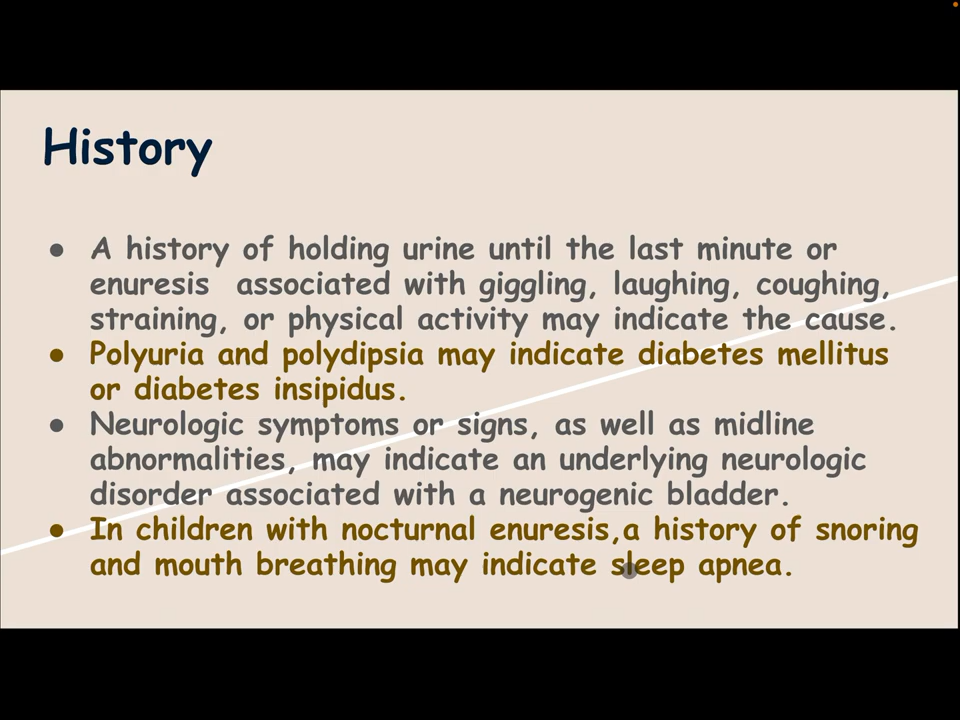 History
● A history of holding urine until the last minute or
enuresis  associated with giggling, laughing, coughing,
straining, or physical activity may indicate the cause.
● Polyuria and polydipsia may indicate diabetes mellitus
or diabetes insipidus.
● Neurologic symptoms or signs, as well as midline
abnormalities, may indicate an underlying neurologic
disorder associated with a neurogenic bladder.
● In children with nocturnal enuresis,a history of snoring
and mouth breathing may indicate sleep apnea.